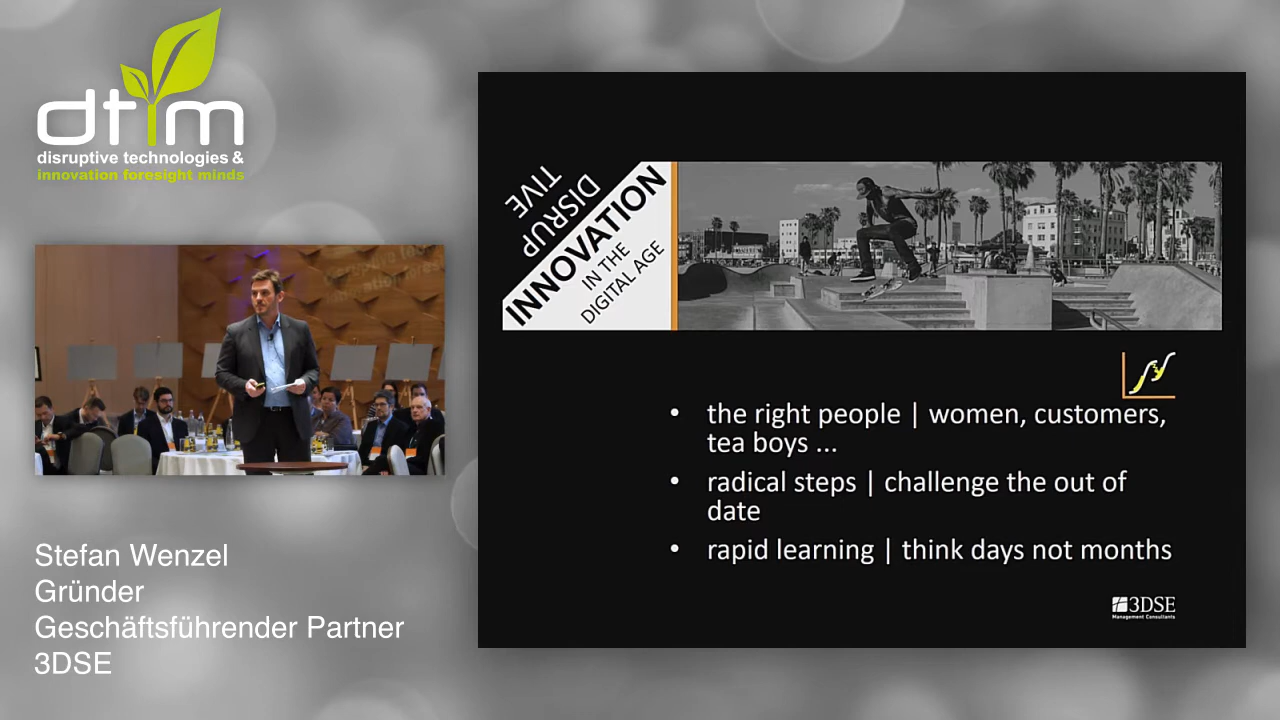 dtim
disruptive technologies &
innovation foresight minds
DISRUP
TIVE
INNOVATION
IN THE
DIGITAL AGE
• the right people | women, customers,
tea boys ...
• radical steps | challenge the out of
date
• rapid learning | think days not months
3DSE
Management Consultants
Stefan Wenzel
Gründer
Geschäftsführender Partner
3DSE